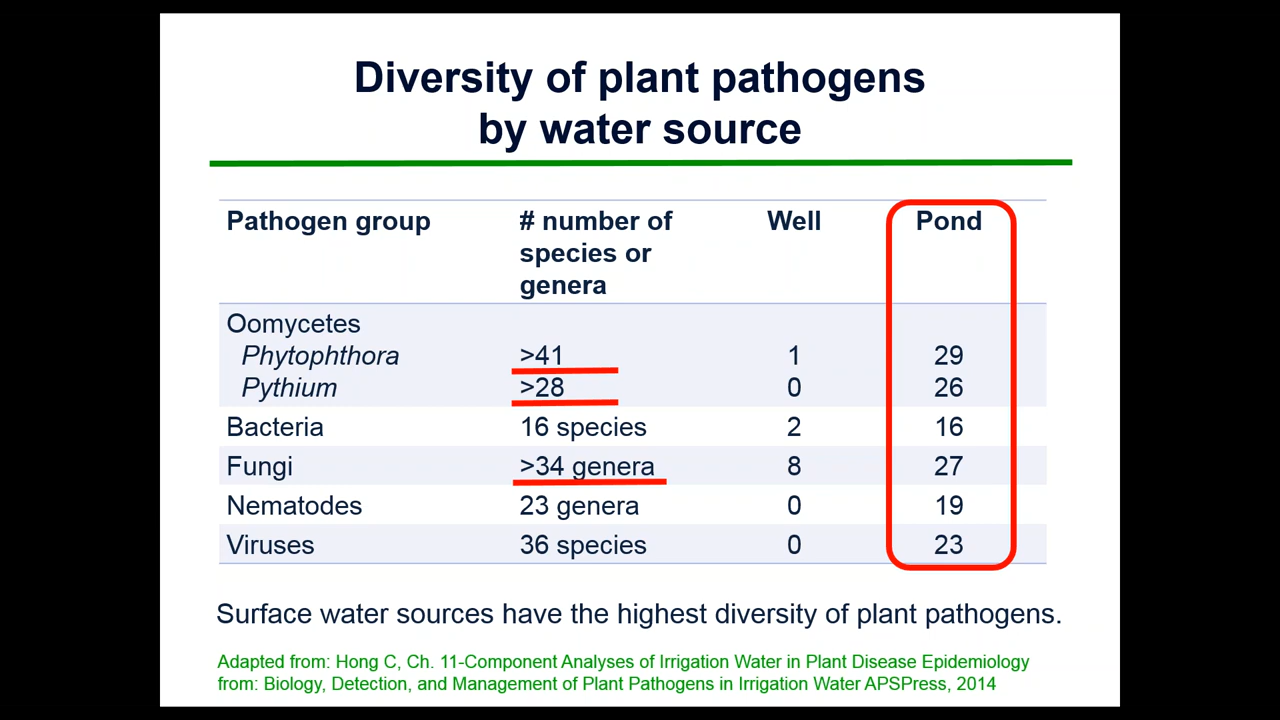 Diversity of plant pathogens
by water source
Pathogen group # number of species or genera Well Pond
Oomycetes
Phytophthora >41 1 29
Pythium >28 0 26
Bacteria 16 species 2 16
Fungi >34 genera 8 27
Nematodes 23 genera 0 19
Viruses 36 species 0 23
Surface water sources have the highest diversity of plant pathogens.
Adapted from: Hong C, Ch. 11-Component Analyses of Irrigation Water in Plant Disease Epidemiology
from: Biology, Detection, and Management of Plant Pathogens in Irrigation Water APSPress, 2014